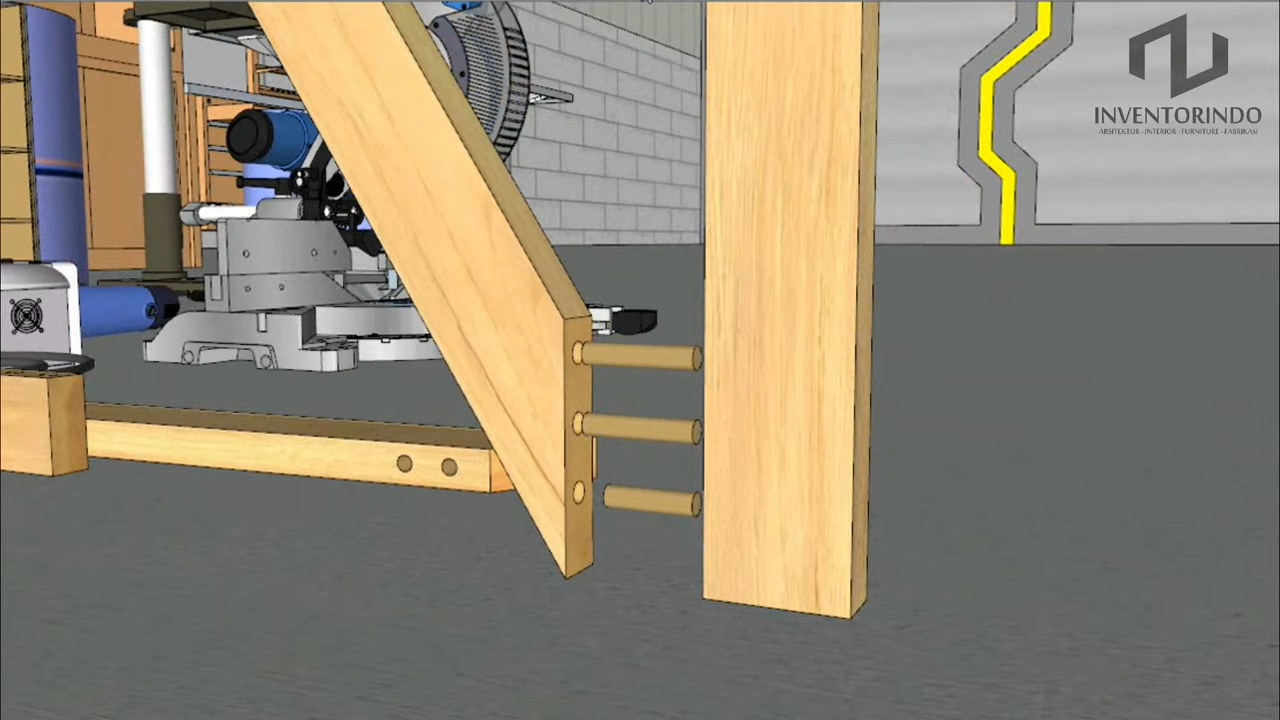 INVENTORINDO
ARSITEKTUR - INTERIOR - FURNITURE - FABRIKASI